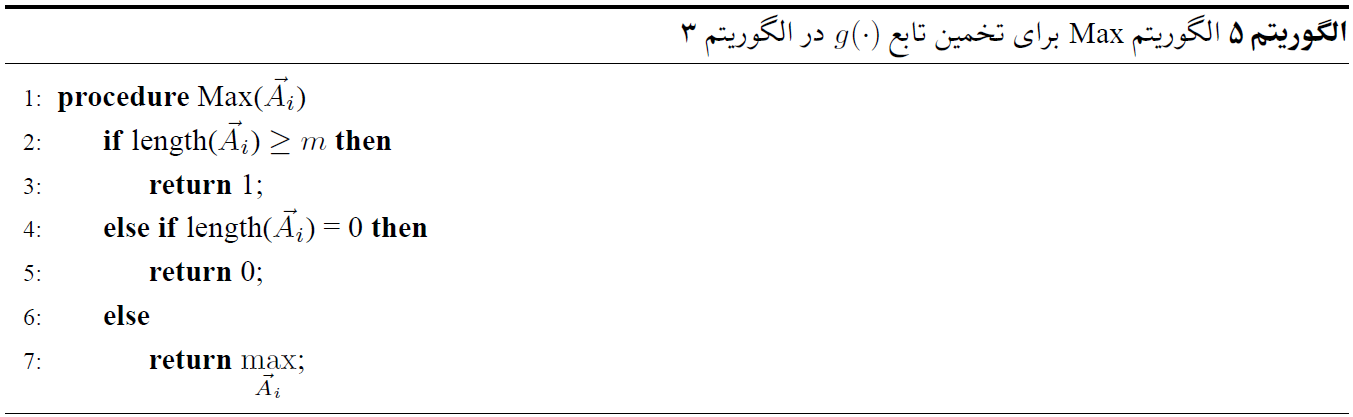 الگوریتم ۵ الگوریتم Max برای تخمین تابع g(·) در الگوریتم ۳
1: procedure Max(A⃗ᵢ)
2: if length(A⃗ᵢ) ≥ m then
3: return 1;
4: else if length(A⃗ᵢ) = 0 then
5: return 0;
6: else
7: return max;
A⃗ᵢ